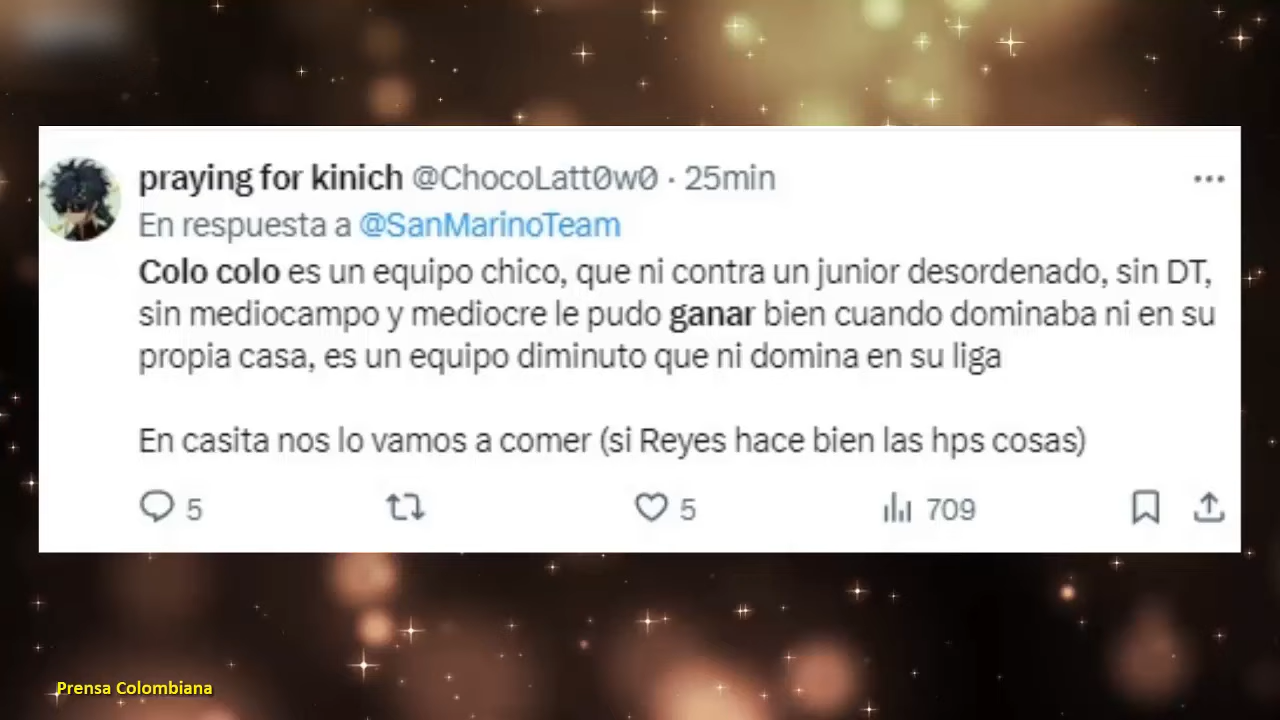 praying for kinich @ChocoLatt0w0 · 25min
En respuesta a @SanMarinoTeam
Colo colo es un equipo chico, que ni contra un junior desordenado, sin DT,
sin mediocampo y mediocre le pudo ganar bien cuando dominaba ni en su
propia casa, es un equipo diminuto que ni domina en su liga
En casita nos lo vamos a comer (si Reyes hace bien las hps cosas)
5 5 709
Prensa Colombiana